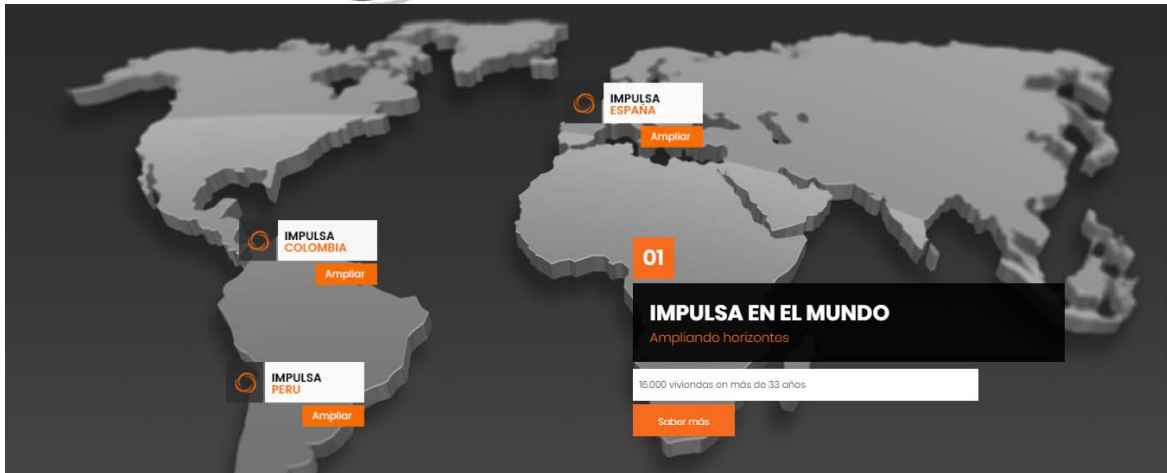 IMPULSA
ESPAÑA
Ampliar
IMPULSA
COLOMBIA
Ampliar
01
IMPULSA EN EL MUNDO
Ampliando horizontes
IMPULSA
PERU
Ampliar
16.000 viviendas en más de 33 años
Saber más